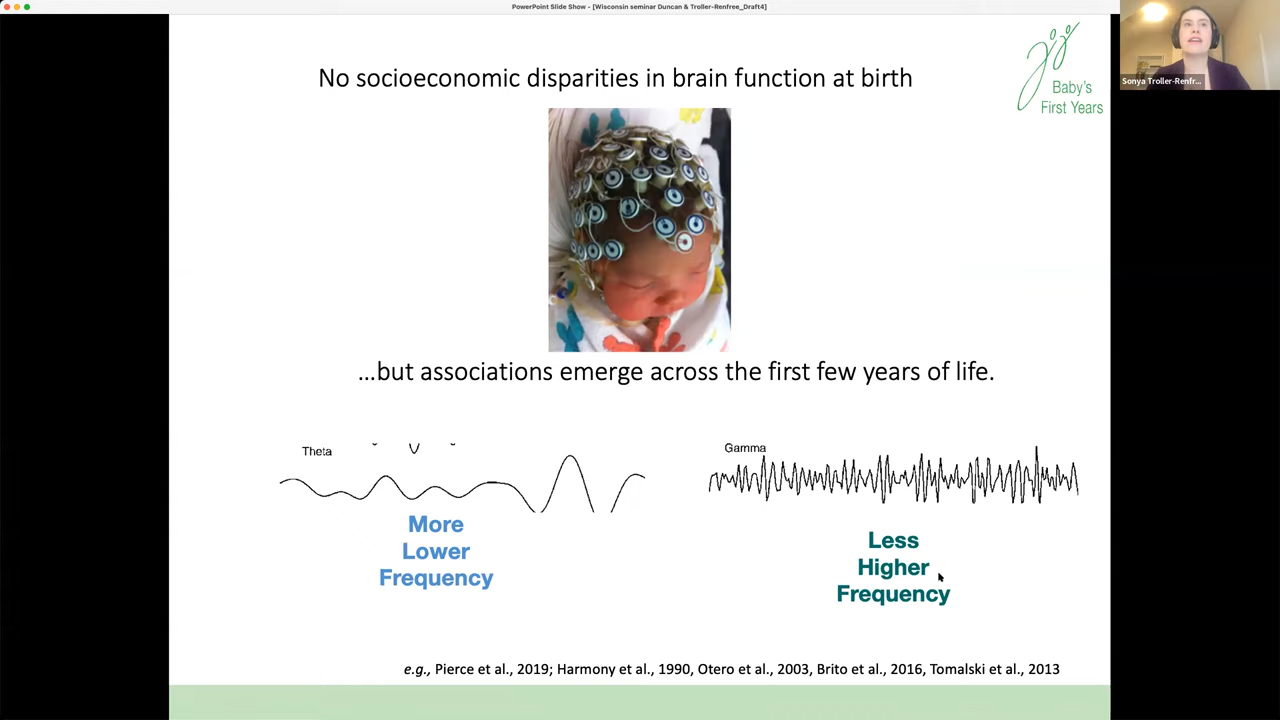 PowerPoint Slide Show - [Wisconsin seminar Duncan & Troller-Renfree_Draft4]
No socioeconomic disparities in brain function at birth
Baby's
First Years
Sonya Troller-Renfr...
...but associations emerge across the first few years of life.
Theta
Gamma
More
Lower
Frequency
Less
Higher
Frequency
e.g., Pierce et al., 2019; Harmony et al., 1990, Otero et al., 2003, Brito et al., 2016, Tomalski et al., 2013